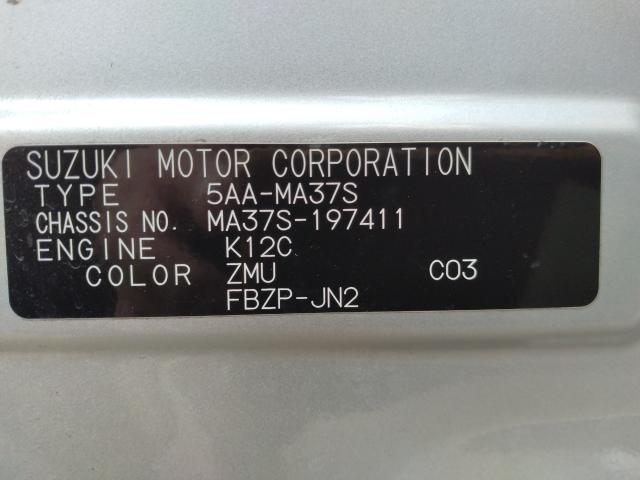 SUZUKI MOTOR CORPORATION
TYPE 5AA-MA37S
CHASSIS NO. MA37S-197411
ENGINE K12C
COLOR ZMU C03
FBZP-JN2